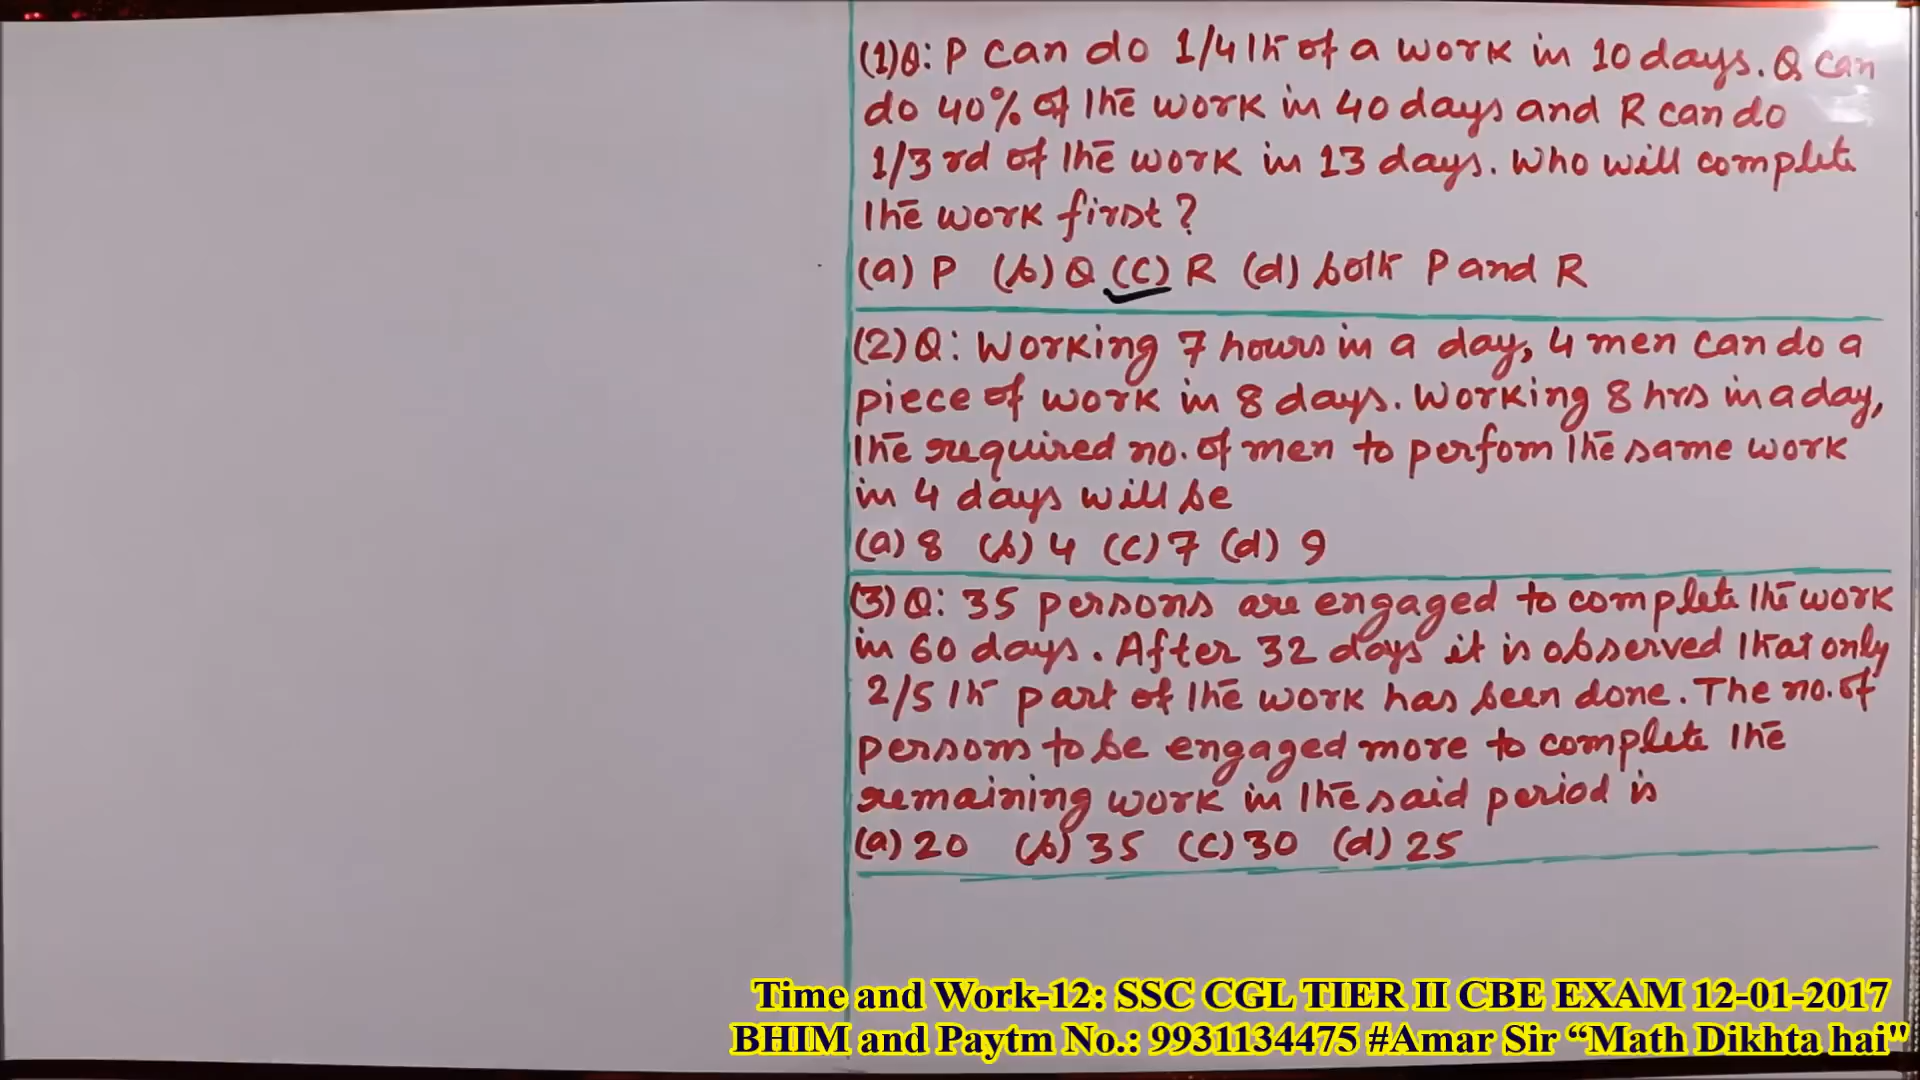 (1)Q: P can do 1/4th of a work in 10 days. Q can
do 40% of the work in 40 days and R can do
1/3 rd of the work in 13 days. Who will complete
the work first?
(a) P (b) Q (c) R (d) both P and R
(2) Q: Working 7 hours in a day, 4 men can do a
piece of work in 8 days. Working 8 hrs in a day,
the required no. of men to perfom the same work
in 4 days will be
(a) 8 (b) 4 (c) 7 (d) 9
(3) Q: 35 persons are engaged to complete the work
in 60 days. After 32 days it is observed that only
2/5 th part of the work has been done. The no. of
persons to be engaged more to complete the
remaining work in the said period is
(a) 20 (b) 35 (c) 30 (d) 25
Time and Work-12: SSC CGL TIER II CBE EXAM 12-01-2017
BHIM and Paytm No.: 9931134475 #Amar Sir “Math Dikhta hai"